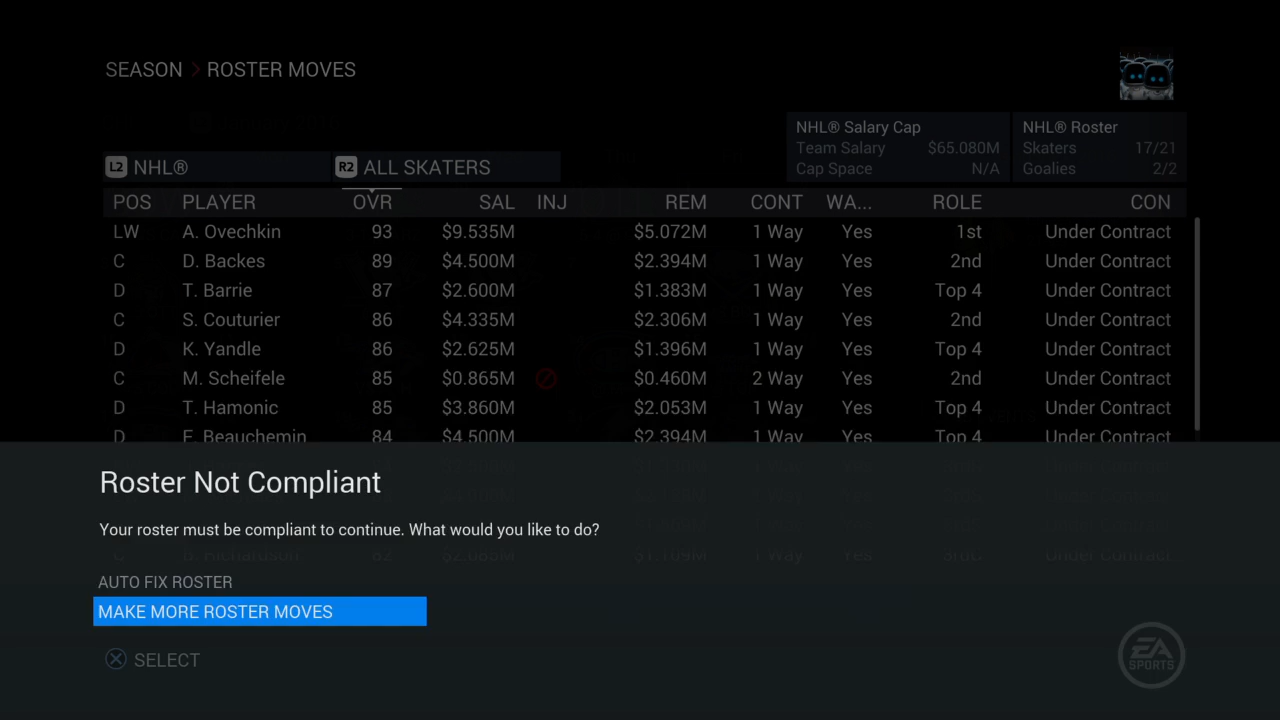 SEASON > ROSTER MOVES
NHL® Salary Cap
Team Salary $65.080M
Cap Space N/A
NHL® Roster
Skaters 17/21
Goalies 2/2
L2 NHL® R2 ALL SKATERS
POS PLAYER OVR SAL INJ REM CONT WA... ROLE CON
LW A. Ovechkin 93 $9.535M $5.072M 1 Way Yes 1st Under Contract
C D. Backes 89 $4.500M $2.394M 1 Way Yes 2nd Under Contract
D T. Barrie 87 $2.600M $1.383M 1 Way Yes Top 4 Under Contract
C S. Couturier 86 $4.335M $2.306M 1 Way Yes 2nd Under Contract
D K. Yandle 86 $2.625M $1.396M 1 Way Yes Top 4 Under Contract
C M. Scheifele 85 $0.865M $0.460M 2 Way Yes 2nd Under Contract
D T. Hamonic 85 $3.860M $2.053M 1 Way Yes Top 4 Under Contract
D F. Beauchemin 84 $4.500M $2.394M 1 Way Yes Top 4 Under Contract
Roster Not Compliant
Your roster must be compliant to continue. What would you like to do?
AUTO FIX ROSTER
MAKE MORE ROSTER MOVES
SELECT
EA SPORTS